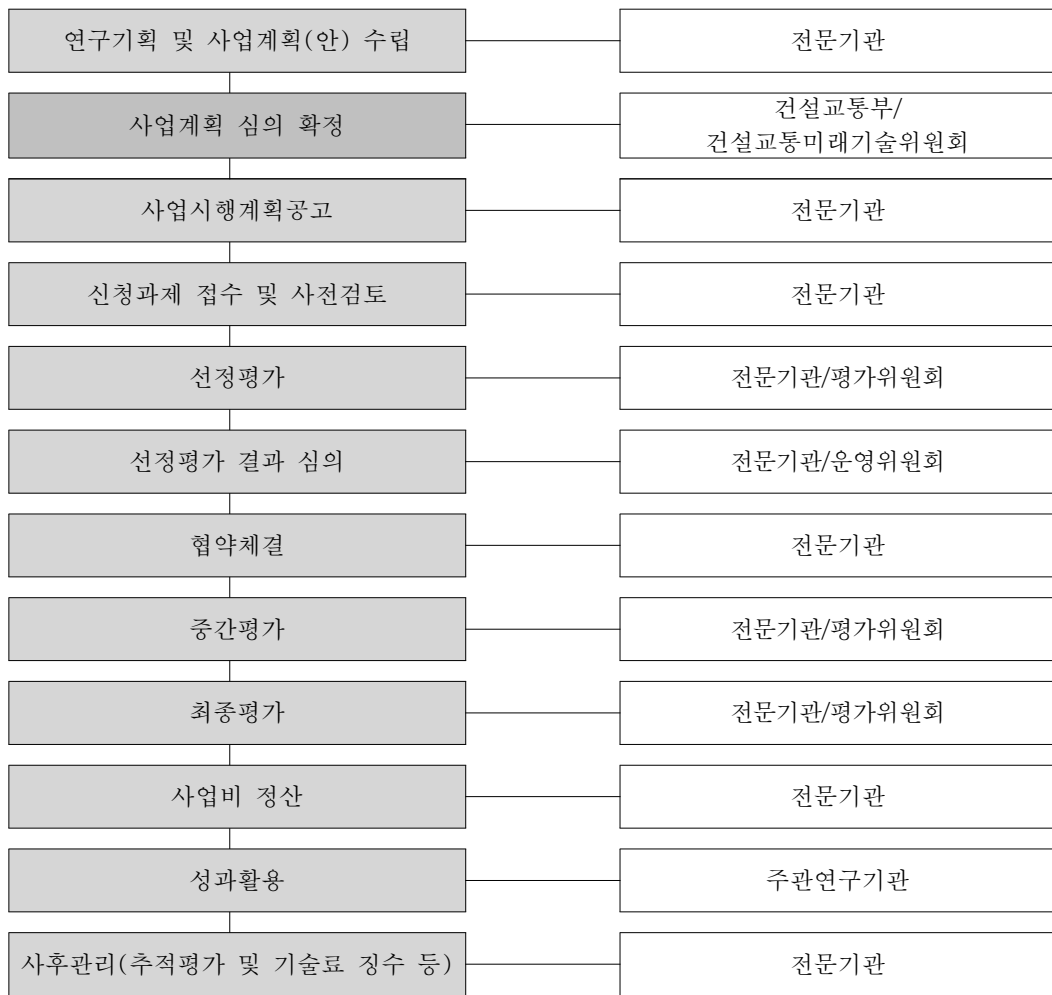 연구기획 및 사업계획(안) 수립
전문기관
사업계획 심의 확정
건설교통부/
건설교통미래기술위원회
사업시행계획공고
전문기관
신청과제 접수 및 사전검토
전문기관
선정평가
전문기관/평가위원회
선정평가 결과 심의
전문기관/운영위원회
협약체결
전문기관
중간평가
전문기관/평가위원회
최종평가
전문기관/평가위원회
사업비 정산
전문기관
성과활용
주관연구기관
사후관리(추적평가 및 기술료 징수 등)
전문기관